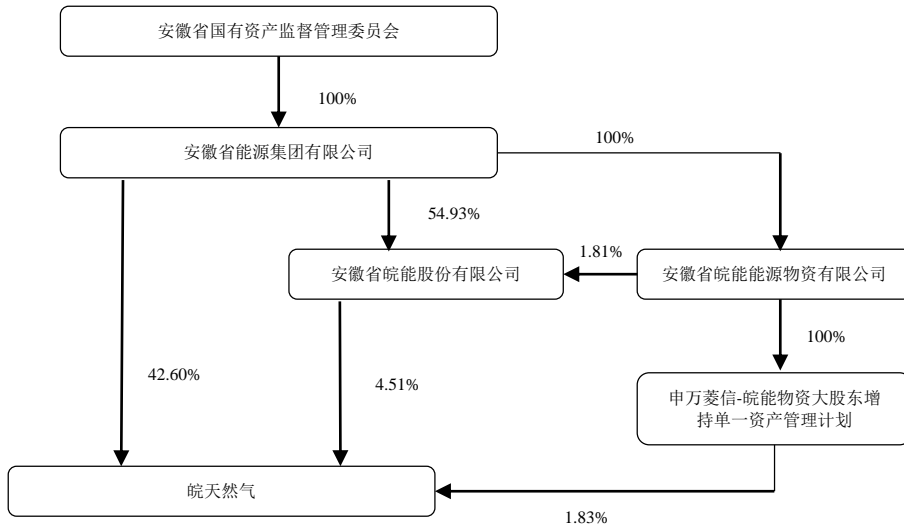 安徽省国有资产监督管理委员会
100%
安徽省能源集团有限公司
100%
54.93%
安徽省皖能股份有限公司
1.81%
安徽省皖能能源物资有限公司
100%
42.60%
4.51%
申万菱信-皖能物资大股东增
持单一资产管理计划
皖天然气
1.83%